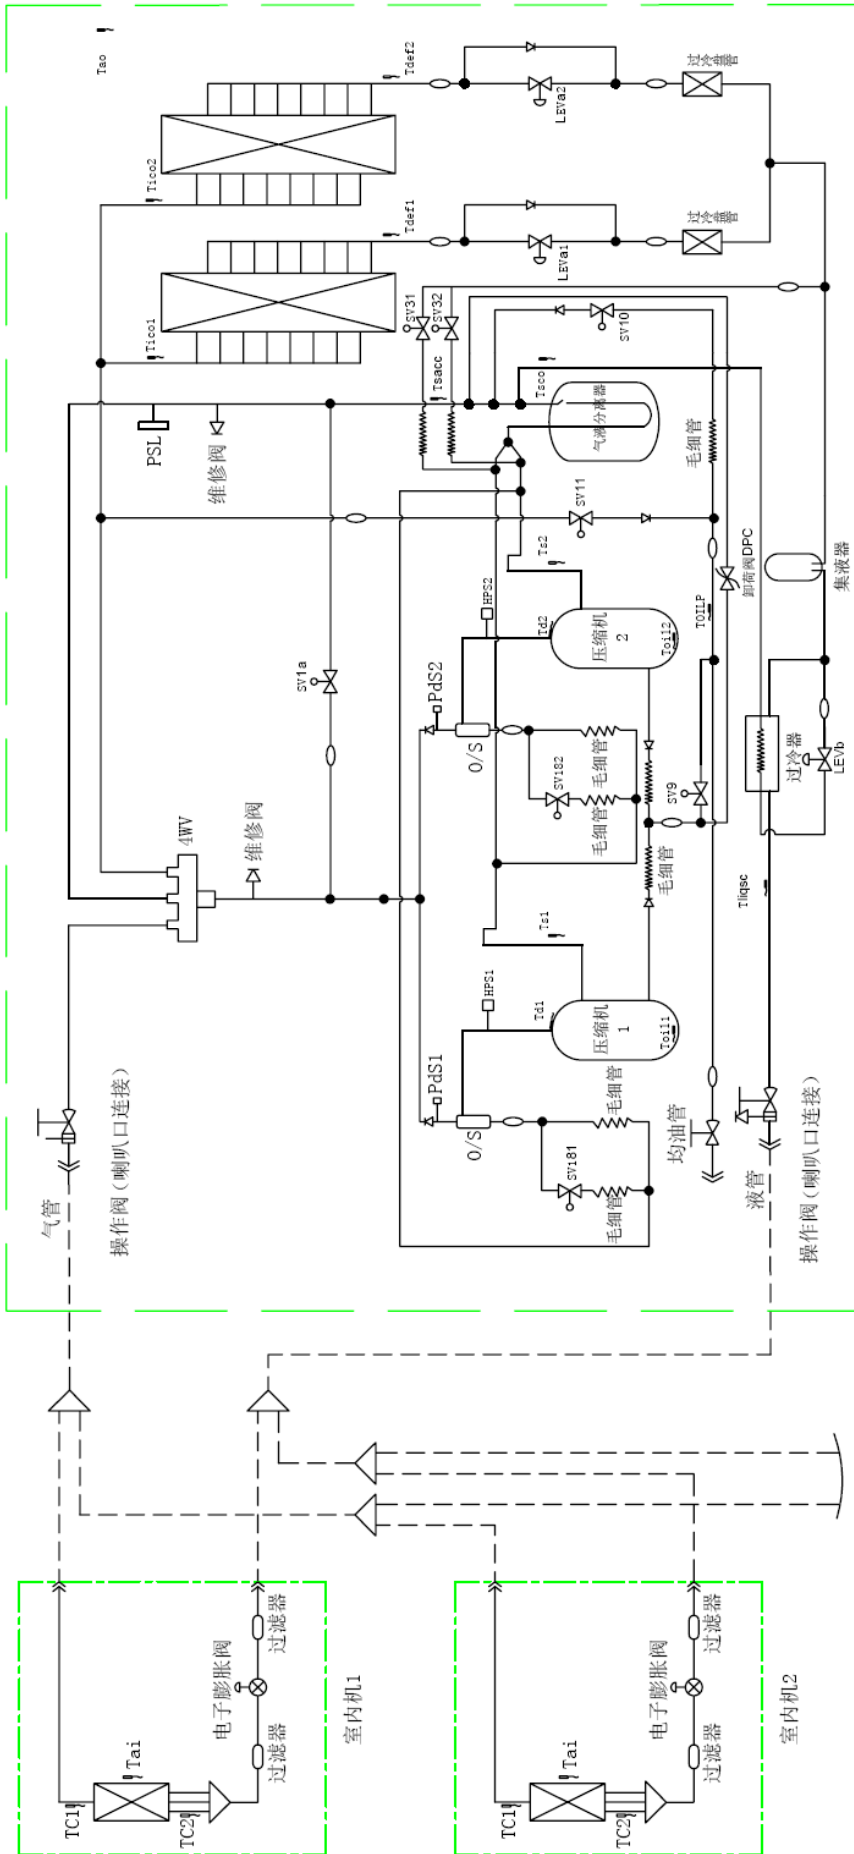 Tao
Tdef2
过冷翅管
LEVa2
Tico2
Tdef1
过冷翅管
LEVa1
Tico1
SV31
SV32
SV10
Tsacc
Tsco
PSL
维修阀
气液分离器
毛细管
SV11
Ts2
卸荷阀DPC
集液器
HPS2
Td2
压缩机
2
Toil2
TOILP
SV1a
PdS2
O/S
SV182
毛细管
毛细管
过冷器
LEVb
SV9
4WV
维修阀
毛细管
Tliqsc
Ts1
HPS1
Td1
压缩机
1
Toil1
PdS1
O/S
毛细管
SV181
毛细管
均油管
气管
操作阀(喇叭口连接)
液管
操作阀(喇叭口连接)
过滤器
电子膨胀阀
过滤器
Tai
TC1
TC2
室内机1
过滤器
电子膨胀阀
过滤器
Tai
TC1
TC2
室内机2